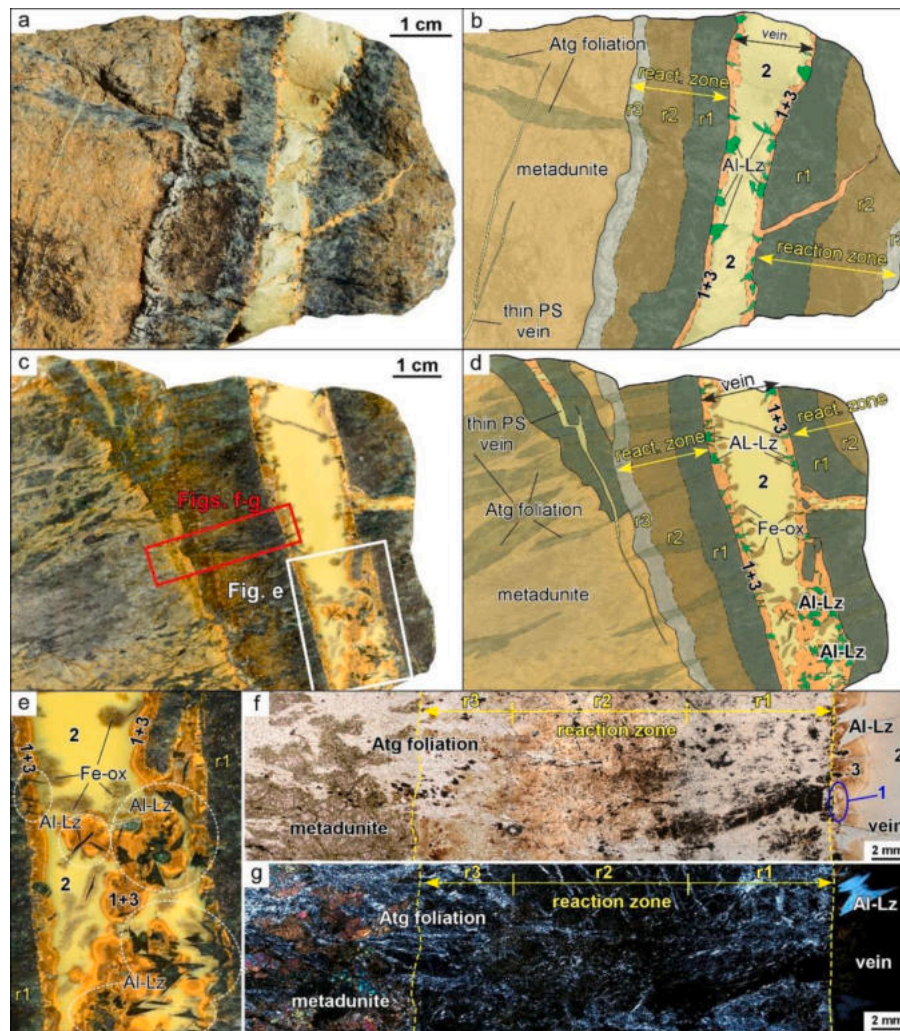 a
1 cm
b
Atg foliation
vein
react. zone
2
r3
r2
r1
1+3
Al-Lz
metadunite
r1
r2
r3
reaction zone
2
1+3
thin PS
vein
c
1 cm
Figs. f-g
Fig. e
d
vein
1+3
react. zone
thin PS
vein
react. zone
AL-Lz
r2
r1
2
Atg foliation
r3
r2
r1
Fe-ox
1+3
metadunite
Al-Lz
Al-Lz
e
2
1+3
1+3
r1
Fe-ox
Al-Lz
Al-Lz
2
1+3
r1
Al-Lz
f
r3
r2
r1
reaction zone
Atg foliation
Al-Lz
2
3
1
metadunite
vein
2 mm
g
r3
r2
r1
reaction zone
Atg foliation
Al-Lz
vein
metadunite
2 mm